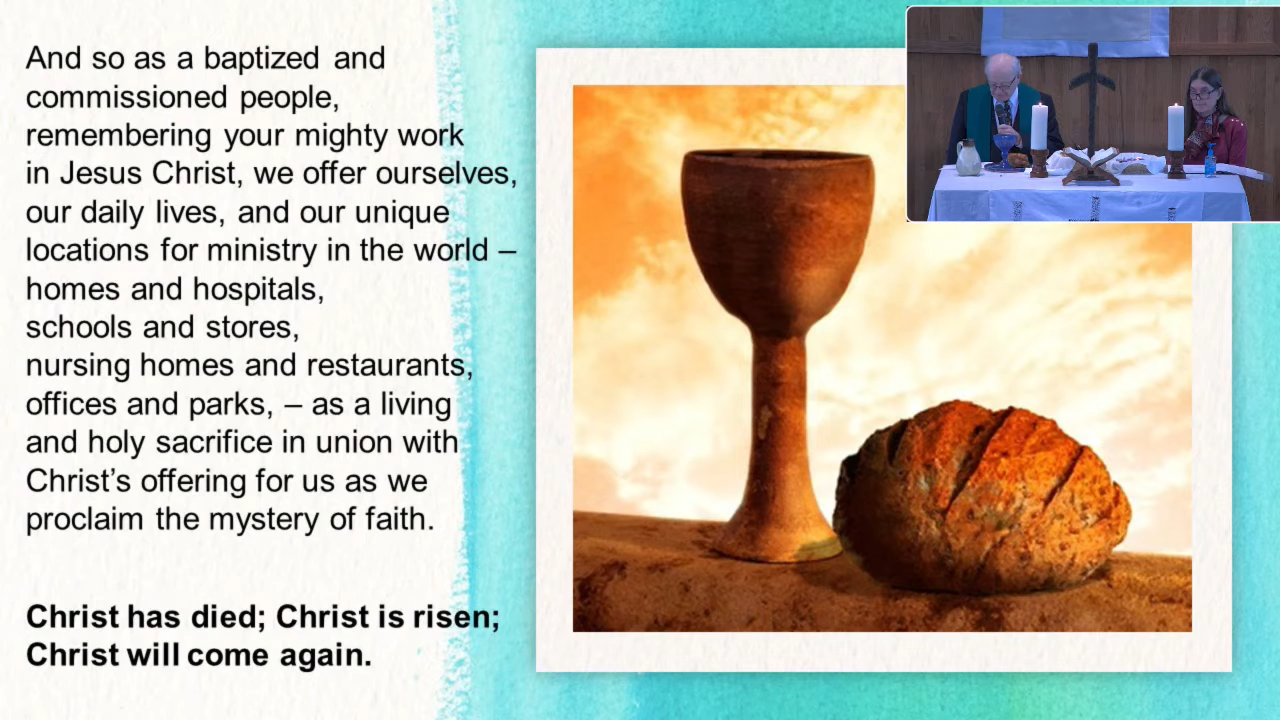 And so as a baptized and
commissioned people,
remembering your mighty work
in Jesus Christ, we offer ourselves,
our daily lives, and our unique
locations for ministry in the world –
homes and hospitals,
schools and stores,
nursing homes and restaurants,
offices and parks, – as a living
and holy sacrifice in union with
Christ’s offering for us as we
proclaim the mystery of faith.
Christ has died; Christ is risen;
Christ will come again.